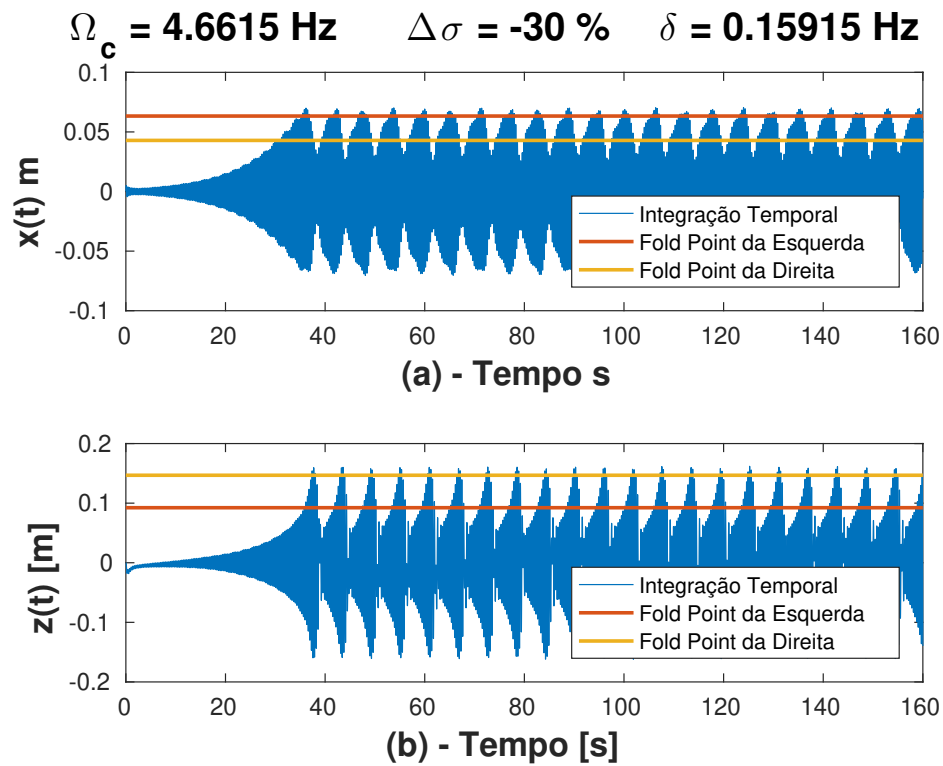 Ω_c = 4.6615 Hz Δσ = -30 % δ = 0.15915 Hz
0.1
0.05
0
-0.05
-0.1
x(t) m
Integração Temporal
Fold Point da Esquerda
Fold Point da Direita
0 20 40 60 80 100 120 140 160
(a) - Tempo s
0.2
0.1
0
-0.1
-0.2
z(t) [m]
Integração Temporal
Fold Point da Esquerda
Fold Point da Direita
0 20 40 60 80 100 120 140 160
(b) - Tempo [s]